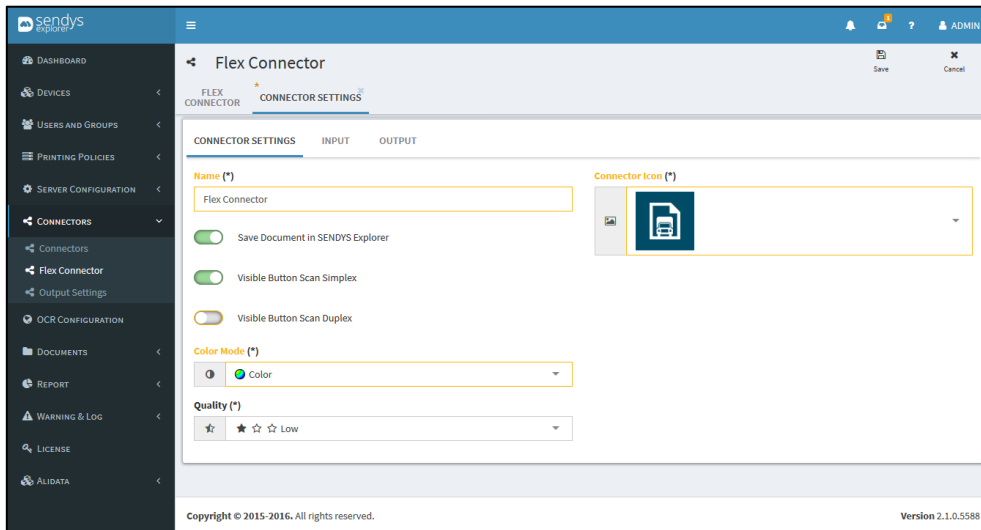 sendys
explorer
1
?
ADMIN
DASHBOARD
DEVICES
USERS AND GROUPS
PRINTING POLICIES
SERVER CONFIGURATION
CONNECTORS
Connectors
Flex Connector
Output Settings
OCR CONFIGURATION
DOCUMENTS
REPORT
WARNING & LOG
LICENSE
ALIDATA
Flex Connector
Save
Cancel
FLEX
CONNECTOR
* CONNECTOR SETTINGS x
CONNECTOR SETTINGS INPUT OUTPUT
Name (*)
Flex Connector
Save Document in SENDYS Explorer
Visible Button Scan Simplex
Visible Button Scan Duplex
Color Mode (*)
Color
Quality (*)
★ ☆ ☆ Low
Connector Icon (*)
Copyright © 2015-2016. All rights reserved.
Version 2.1.0.5588